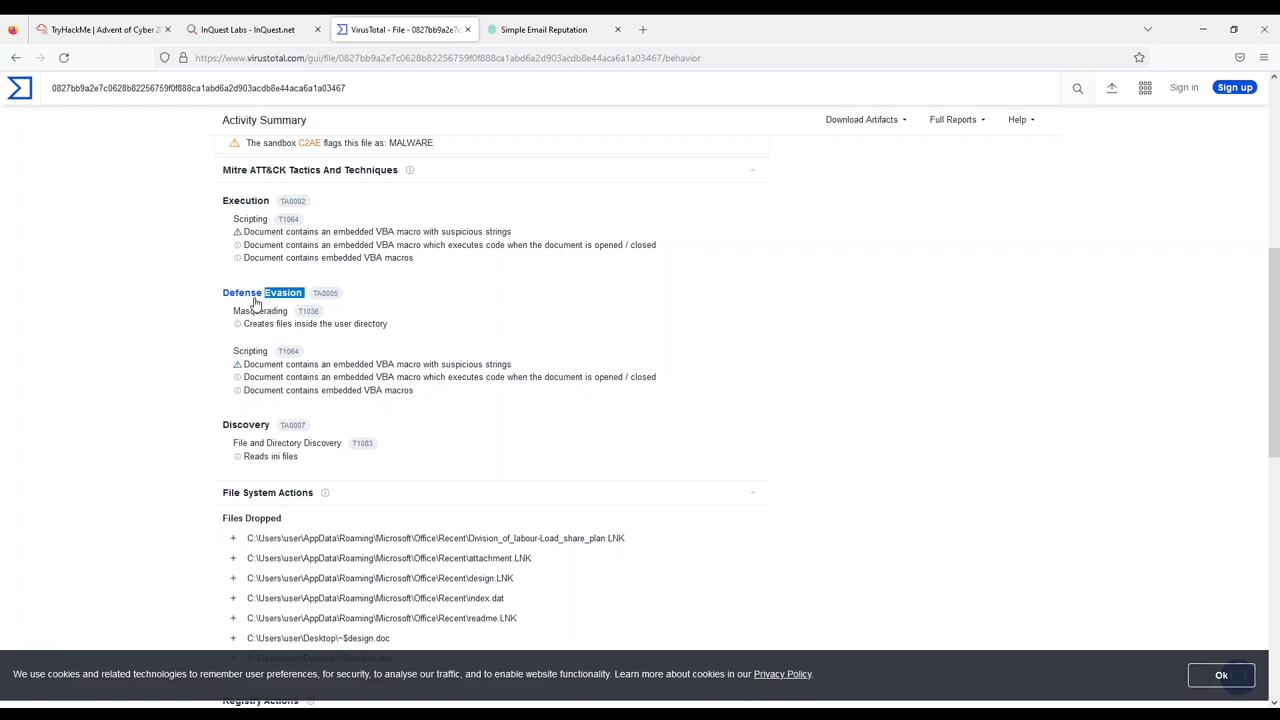 TryHackMe | Advent of Cyber 2
InQuest Labs - InQuest.net
VirusTotal - File - 0827bb9a2e7c
Simple Email Reputation
https://www.virustotal.com/gui/file/0827bb9a2e7c0628b82256759f0f888ca1abd6a2d903acdb8e44aca6a1a03467/behavior
0827bb9a2e7c0628b82256759f0f888ca1abd6a2d903acdb8e44aca6a1a03467
Sign in
Sign up
Activity Summary
Download Artifacts
Full Reports
Help
The sandbox C2AE flags this file as: MALWARE
Mitre ATT&CK Tactics And Techniques
Execution TA0002
Scripting T1064
Document contains an embedded VBA macro with suspicious strings
Document contains an embedded VBA macro which executes code when the document is opened / closed
Document contains embedded VBA macros
Defense Evasion TA0005
Masquerading T1036
Creates files inside the user directory
Scripting T1064
Document contains an embedded VBA macro with suspicious strings
Document contains an embedded VBA macro which executes code when the document is opened / closed
Document contains embedded VBA macros
Discovery TA0007
File and Directory Discovery T1083
Reads ini files
File System Actions
Files Dropped
+ C:\Users\user\AppData\Roaming\Microsoft\Office\Recent\Division_of_labour-Load_share_plan.LNK
+ C:\Users\user\AppData\Roaming\Microsoft\Office\Recent\attachment.LNK
+ C:\Users\user\AppData\Roaming\Microsoft\Office\Recent\design.LNK
+ C:\Users\user\AppData\Roaming\Microsoft\Office\Recent\index.dat
+ C:\Users\user\AppData\Roaming\Microsoft\Office\Recent\readme.LNK
+ C:\Users\user\Desktop\~$design.doc
+ C:\Users\user\Desktop\~$readme.doc
We use cookies and related technologies to remember user preferences, for security, to analyse our traffic, and to enable website functionality. Learn more about cookies in our Privacy Policy.
Ok
Registry Actions